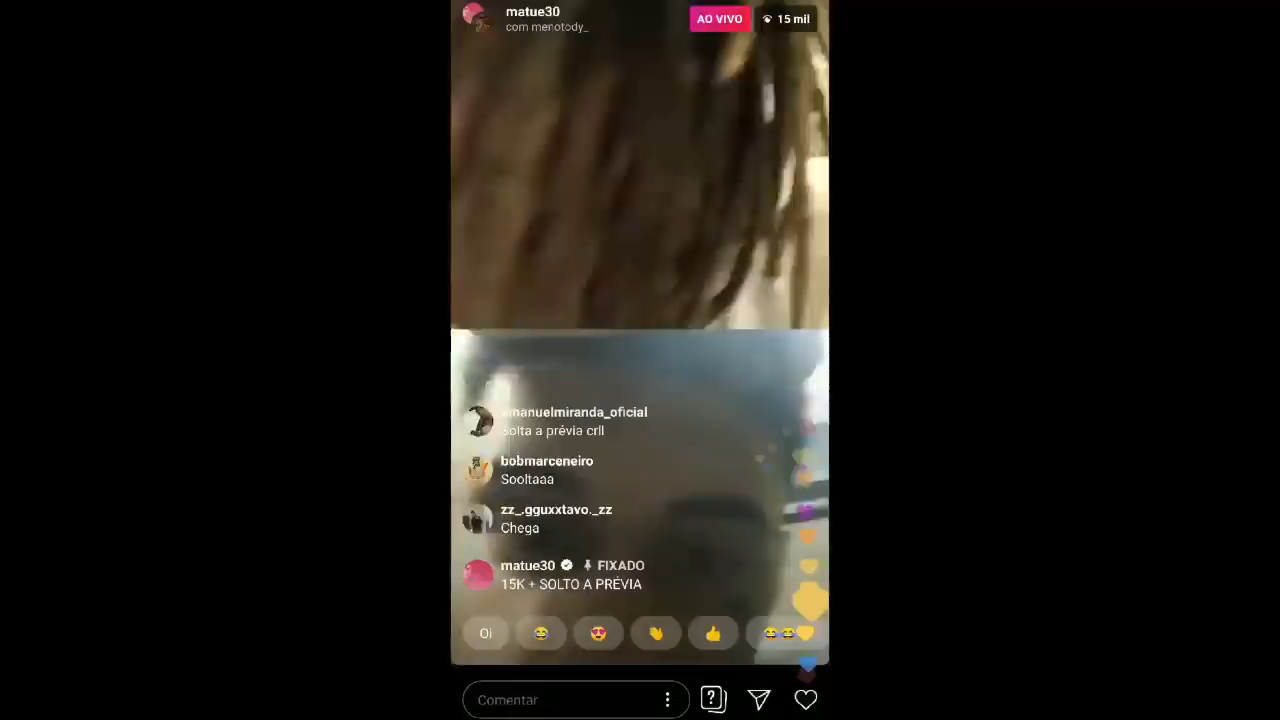 matue30
com menotody_
AO VIVO
15 mil
manuelmiranda_oficial
Solta a prévia crll
bobmarceneiro
Sooltaaa
zz_.gguxxtavo._zz
Chega
matue30 FIXADO
15K + SOLTO A PRÉVIA
Oi
Comentar